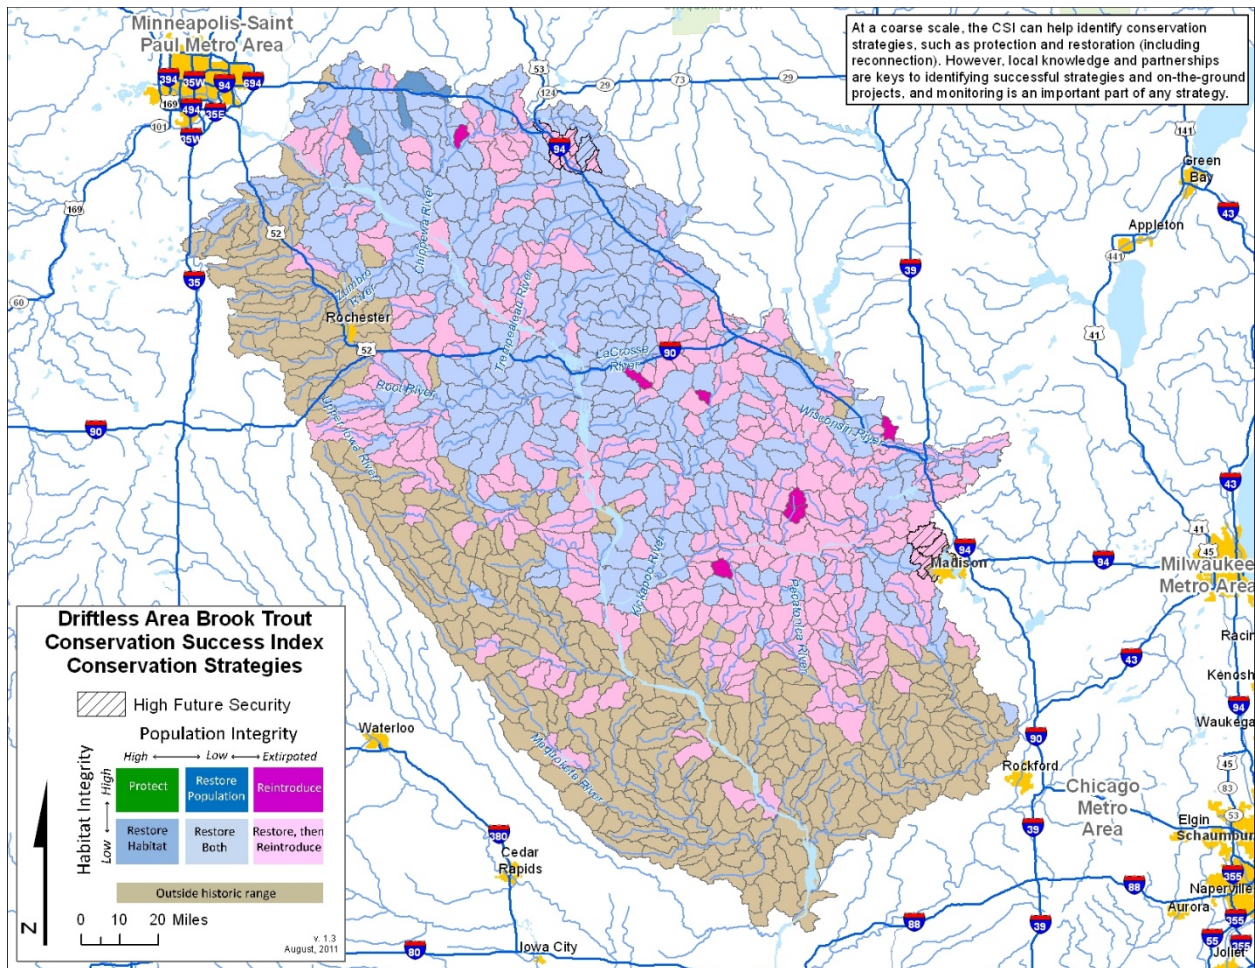 Minneapolis-Saint
Paul Metro Area
At a coarse scale, the CSI can help identify conservation
strategies, such as protection and restoration (including
reconnection). However, local knowledge and partnerships
are keys to identifying successful strategies and on-the-ground
projects, and monitoring is an important part of any strategy.
394
35W
94
694
169
494
35E
101
35W
53
124
29
73
29
94
141
Green
Bay
43
Appleton
441
169
52
35
60
Chippewa River
Zumbro
River
Rochester
52
Trempealeau River
LaCrosse
River
90
39
41
Root River
Upper Iowa River
90
Wisconsin River
43
41
45
Milwaukee
Metro Area
94
Madison
94
Kickapoo River
Pecatonica River
Racin
43
Kenosh
94
Waukega
Waterloo
Maquoketa River
90
Rockford
Chicago
Metro
Area
45
83
53
Elgin
Schaumbur
39
380
Cedar
Rapids
88
355
Naperville
Aurora
355
88
39
55
355
Joliet
80
Iowa City
Driftless Area Brook Trout
Conservation Success Index
Conservation Strategies
High Future Security
Population Integrity
High
Low
Extirpated
Habitat Integrity
High
Low
Protect
Restore
Population
Reintroduce
Restore
Habitat
Restore
Both
Restore, then
Reintroduce
Outside historic range
0 10 20 Miles
N
v. 1.3
August, 2011